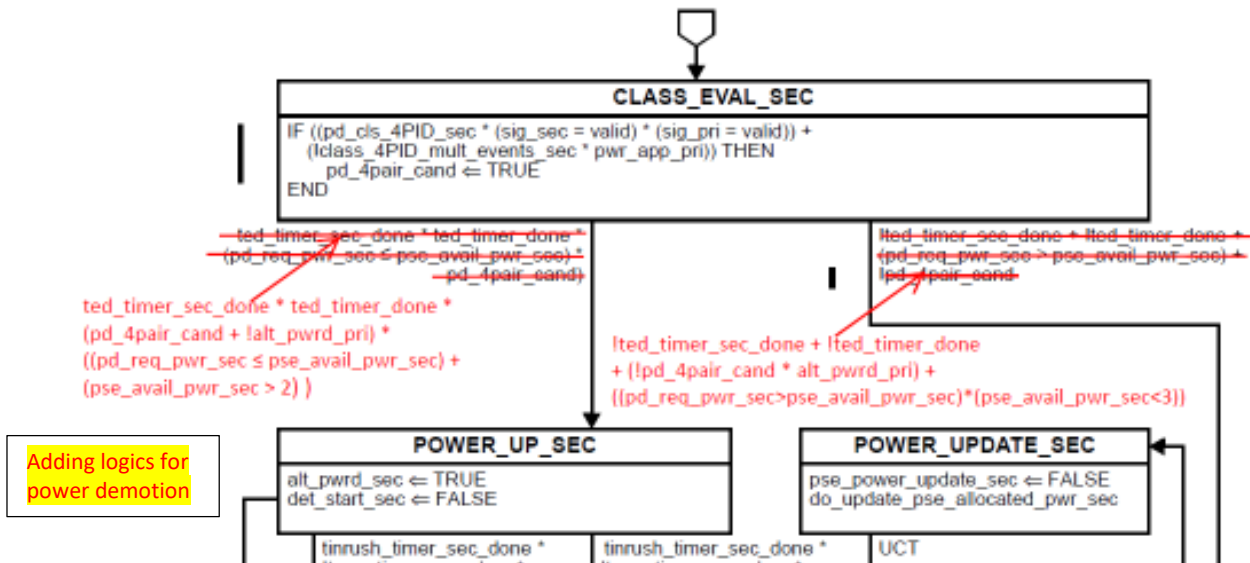 CLASS_EVAL_SEC
IF ((pd_cls_4PID_sec * (sig_sec = valid) * (sig_pri = valid)) +
(!class_4PID_mult_events_sec * pwr_app_pri)) THEN
pd_4pair_cand ⇐ TRUE
END
ted_timer_sec_done * ted_timer_done *
(pd_req_pwr_sec ≤ pse_avail_pwr_sec) *
pd_4pair_cand)
!ted_timer_sec_done + !ted_timer_done +
(pd_req_pwr_sec > pse_avail_pwr_sec) +
!pd_4pair_cand
ted_timer_sec_done * ted_timer_done *
(pd_4pair_cand + !alt_pwrd_pri) *
((pd_req_pwr_sec ≤ pse_avail_pwr_sec) +
(pse_avail_pwr_sec > 2) )
!ted_timer_sec_done + !ted_timer_done
+ (!pd_4pair_cand * alt_pwrd_pri) +
((pd_req_pwr_sec>pse_avail_pwr_sec)*(pse_avail_pwr_sec<3))
Adding logics for
power demotion
POWER_UP_SEC
alt_pwrd_sec ⇐ TRUE
det_start_sec ⇐ FALSE
POWER_UPDATE_SEC
pse_power_update_sec ⇐ FALSE
do_update_pse_allocated_pwr_sec
tinrush_timer_sec_done *
tinrush_timer_sec_done *
UCT